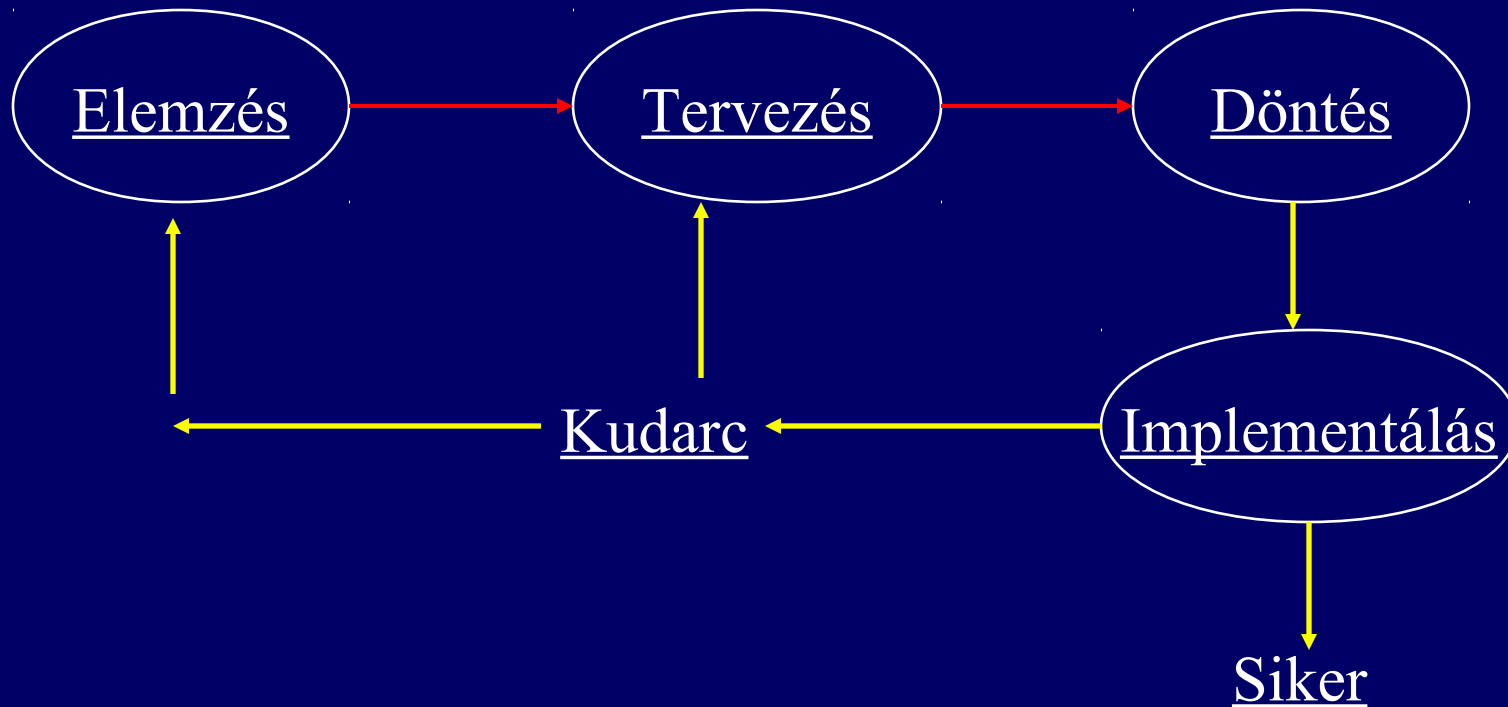 Elemzés
Tervezés
Döntés
Kudarc
Implementálás
Siker